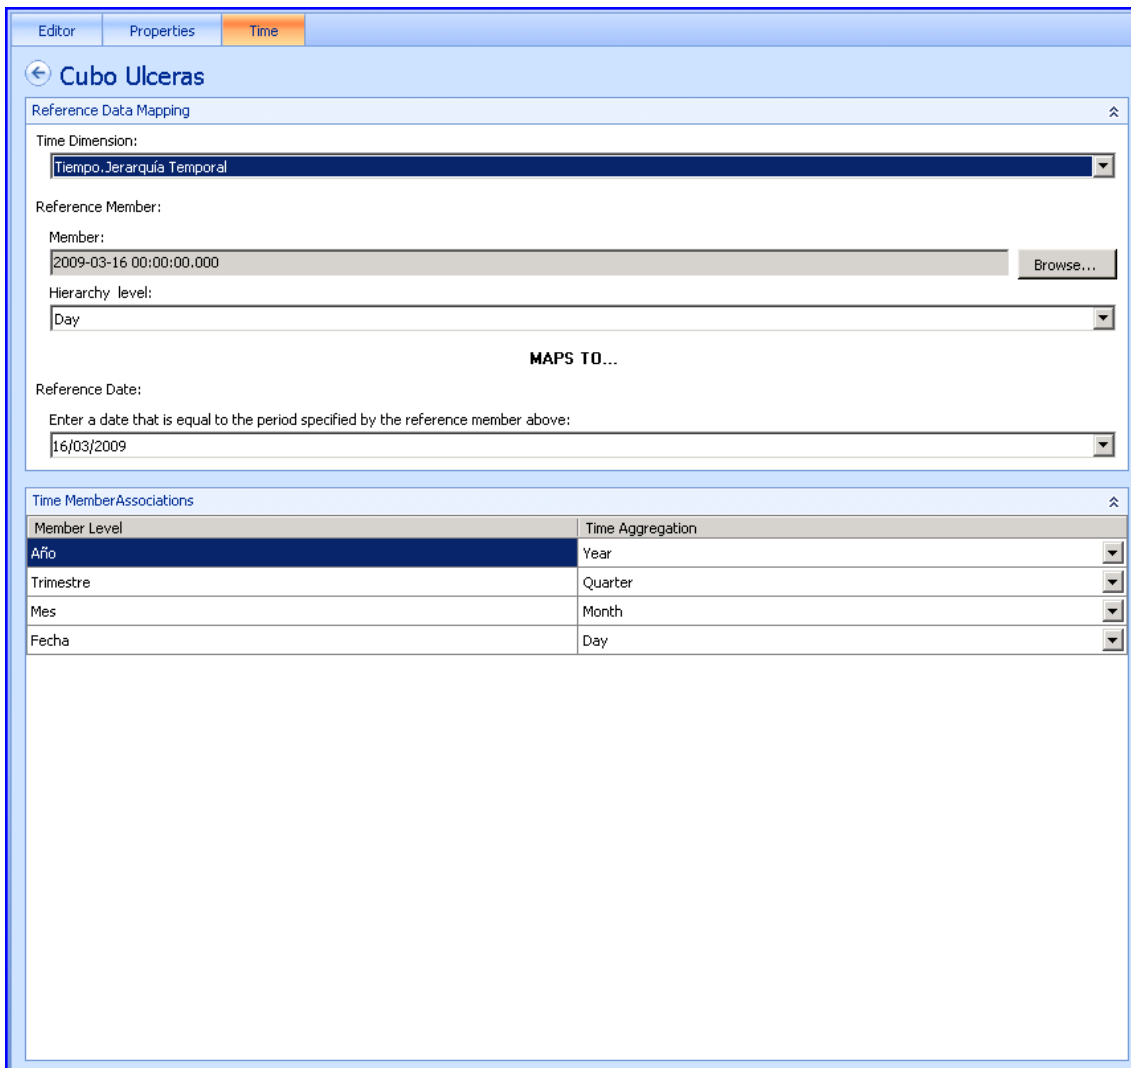 Editor Properties Time
Cubo Ulceras
Reference Data Mapping
Time Dimension:
Tiempo.Jerarquía Temporal
Reference Member:
Member:
2009-03-16 00:00:00.000 Browse...
Hierarchy level:
Day
MAPS TO...
Reference Date:
Enter a date that is equal to the period specified by the reference member above:
16/03/2009
Time MemberAssociations
Member Level Time Aggregation
Año Year
Trimestre Quarter
Mes Month
Fecha Day